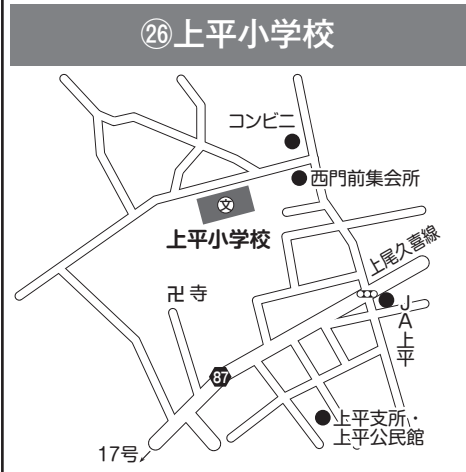 ㉖上平小学校
コンビニ
西門前集会所
文
上平小学校
上尾久喜線
卍寺
JA上平
87
上平支所・
上平公民館
17号